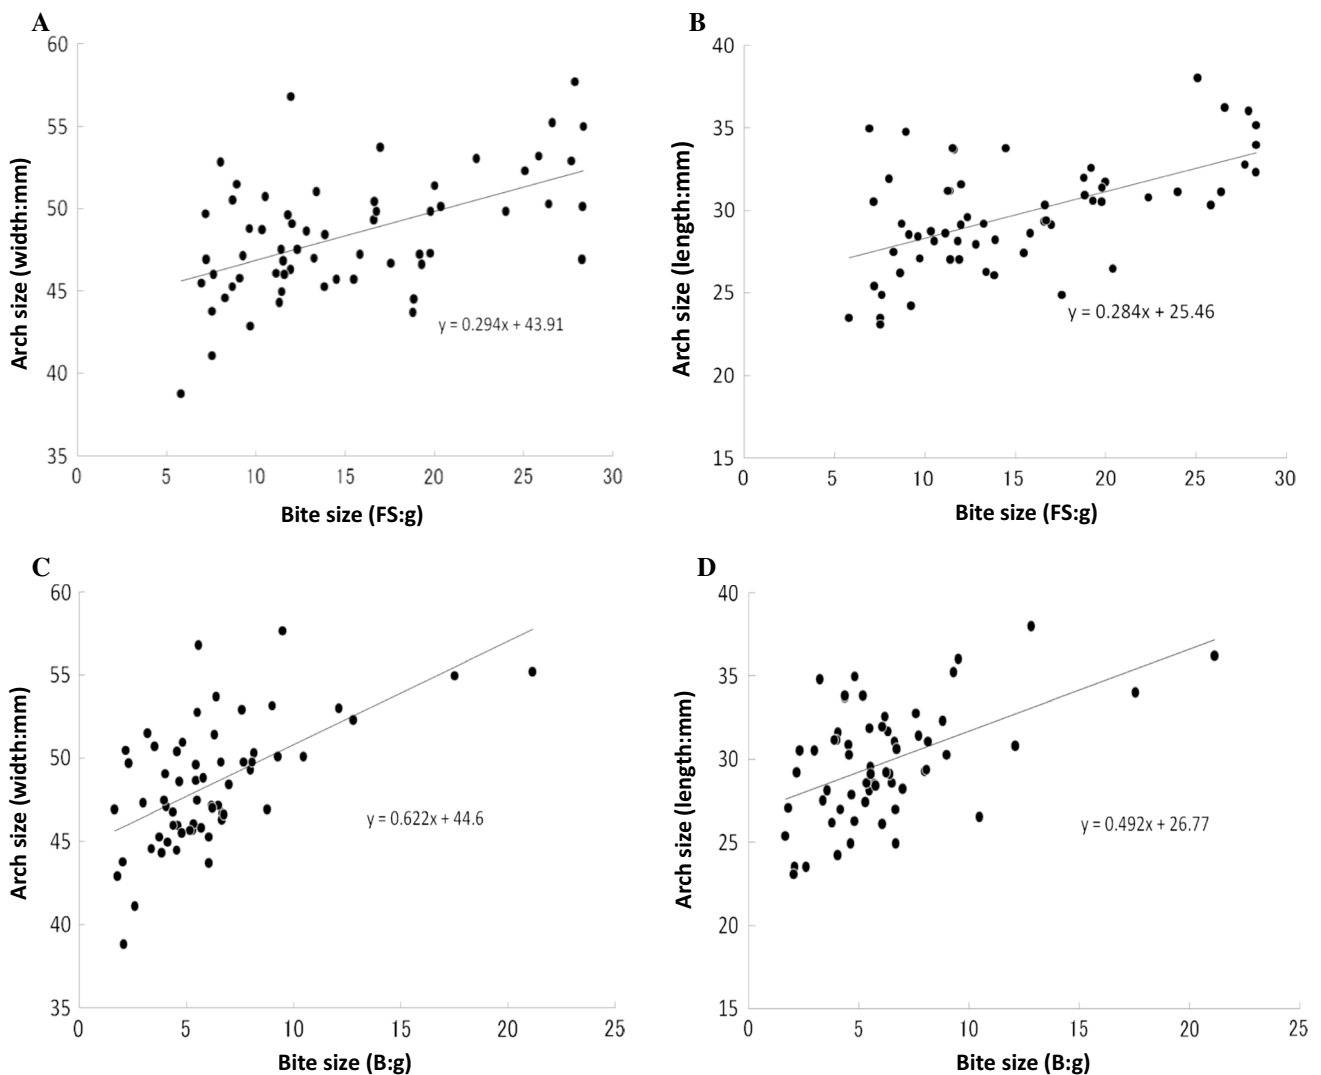 A
60
55
50
45
40
35
0 5 10 15 20 25 30
Arch size (width:mm)
Bite size (FS:g)
y = 0.294x + 43.91
B
40
35
30
25
20
15
0 5 10 15 20 25 30
Arch size (length:mm)
Bite size (FS:g)
y = 0.284x + 25.46
C
60
55
50
45
40
35
0 5 10 15 20 25
Arch size (width:mm)
Bite size (B:g)
y = 0.622x + 44.6
D
40
35
30
25
20
15
0 5 10 15 20 25
Arch size (length:mm)
Bite size (B:g)
y = 0.492x + 26.77